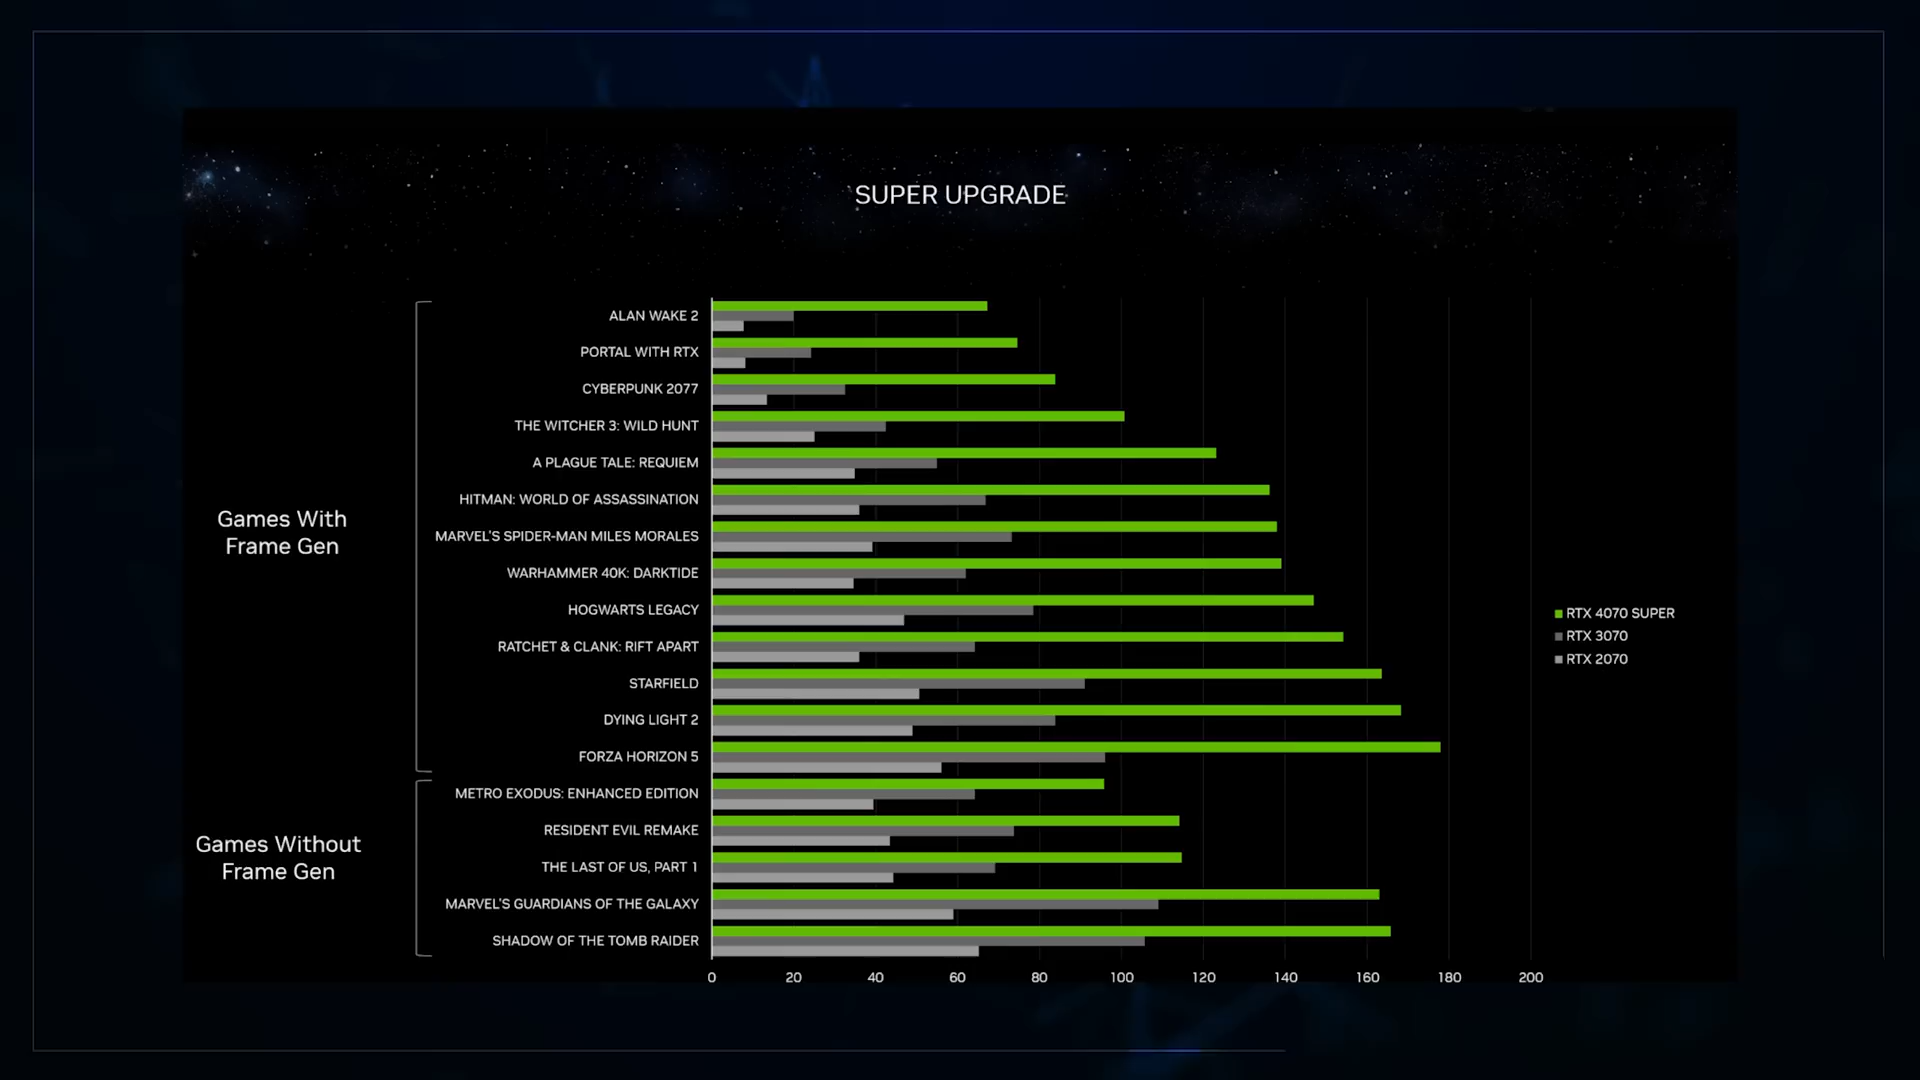 SUPER UPGRADE
ALAN WAKE 2
PORTAL WITH RTX
CYBERPUNK 2077
THE WITCHER 3: WILD HUNT
A PLAGUE TALE: REQUIEM
HITMAN: WORLD OF ASSASSINATION
Games With
Frame Gen
MARVEL'S SPIDER-MAN MILES MORALES
WARHAMMER 40K: DARKTIDE
HOGWARTS LEGACY
RATCHET & CLANK: RIFT APART
STARFIELD
DYING LIGHT 2
FORZA HORIZON 5
METRO EXODUS: ENHANCED EDITION
RESIDENT EVIL REMAKE
Games Without
Frame Gen
THE LAST OF US, PART 1
MARVEL'S GUARDIANS OF THE GALAXY
SHADOW OF THE TOMB RAIDER
0 20 40 60 80 100 120 140 160 180 200
RTX 4070 SUPER
RTX 3070
RTX 2070